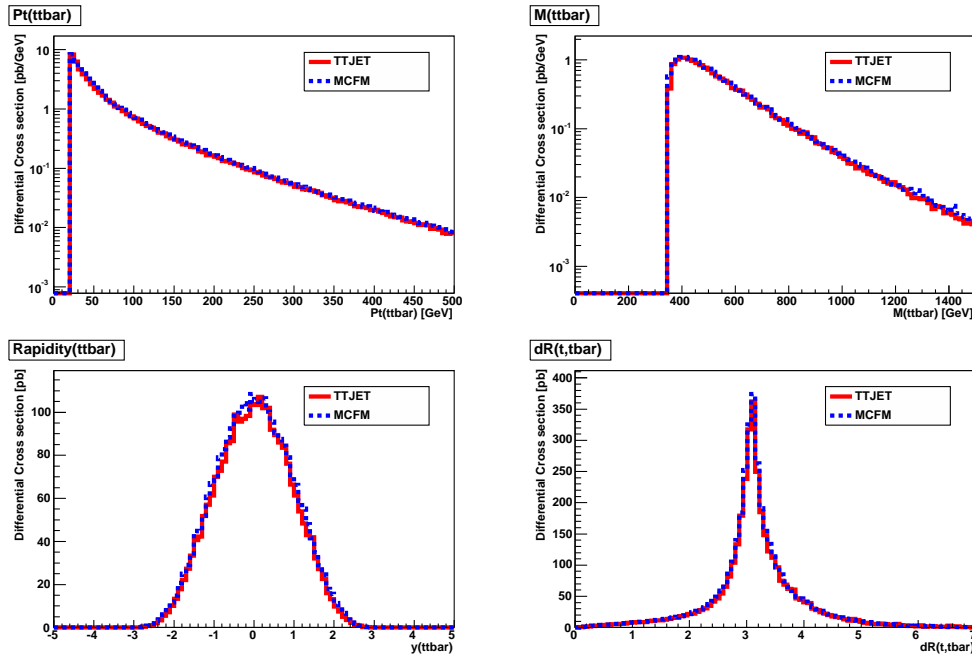 Pt(ttbar)
Differential Cross section [pb/GeV]
10
1
10-1
10-2
10-3
TTJET
MCFM
0 50 100 150 200 250 300 350 400 450 500
Pt(ttbar) [GeV]
M(ttbar)
Differential Cross section [pb/GeV]
1
10-1
10-2
10-3
TTJET
MCFM
0 200 400 600 800 1000 1200 1400
M(ttbar) [GeV]
Rapidity(ttbar)
Differential Cross section [pb]
100
80
60
40
20
0
TTJET
MCFM
-5 -4 -3 -2 -1 0 1 2 3 4 5
y(ttbar)
dR(t,tbar)
Differential Cross section [pb]
400
350
300
250
200
150
100
50
0
TTJET
MCFM
0 1 2 3 4 5 6
dR(t,tbar)